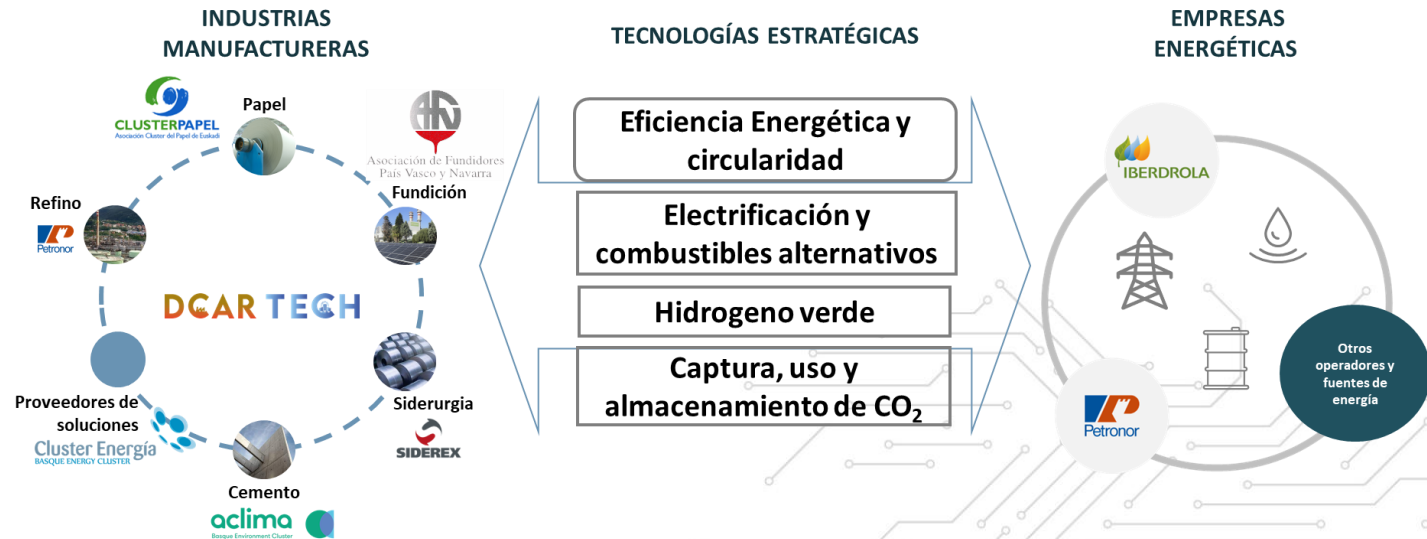 INDUSTRIAS
MANUFACTURERAS
CLUSTERPAPEL
Asociación Cluster del Papel de Euskadi
Papel
AFV
Asociación de Fundidores
País Vasco y Navarra
Fundición
Refino
Petronor
DCARTECH
Proveedores de
soluciones
Cluster Energía
BASQUE ENERGY CLUSTER
Siderurgia
SIDEREX
Cemento
aclima
Basque Environment Cluster
TECNOLOGÍAS ESTRATÉGICAS
Eficiencia Energética y
circularidad
Electrificación y
combustibles alternativos
Hidrogeno verde
Captura, uso y
almacenamiento de CO₂
EMPRESAS
ENERGÉTICAS
IBERDROLA
Petronor
Otros
operadores y
fuentes de
energía